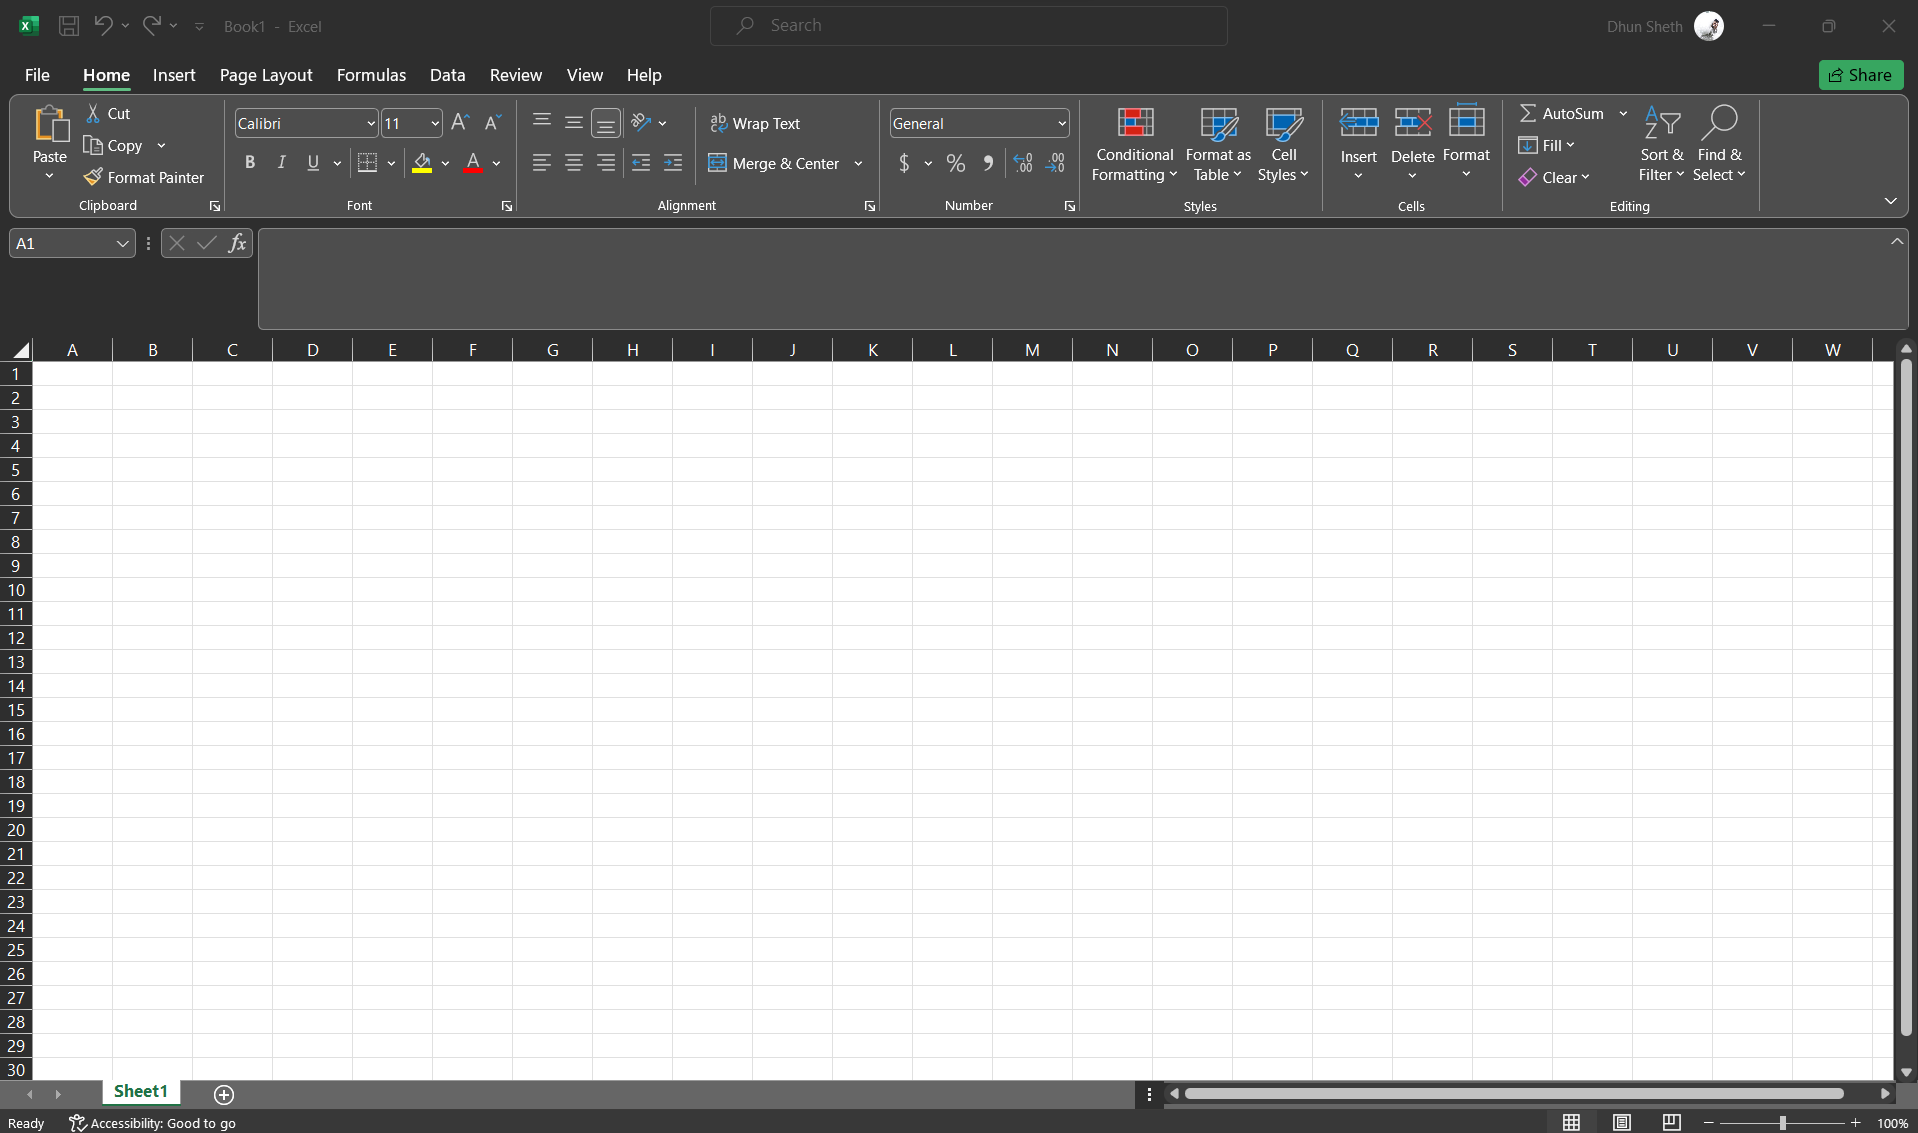 Book1 - Excel
Search
Dhun Sheth
File Home Insert Page Layout Formulas Data Review View Help
Share
Paste
Cut
Copy
Format Painter
Clipboard
Calibri 11
B I U A
Font
Wrap Text
Merge & Center
Alignment
General
$ % 9
Number
Conditional Formatting
Format as Table
Cell Styles
Styles
Insert
Delete
Format
Cells
AutoSum
Fill
Clear
Sort & Filter
Find & Select
Editing
A1
fx
A B C D E F G H I J K L M N O P Q R S T U V W
1
2
3
4
5
6
7
8
9
10
11
12
13
14
15
16
17
18
19
20
21
22
23
24
25
26
27
28
29
30
Sheet1
Ready
Accessibility: Good to go
100%